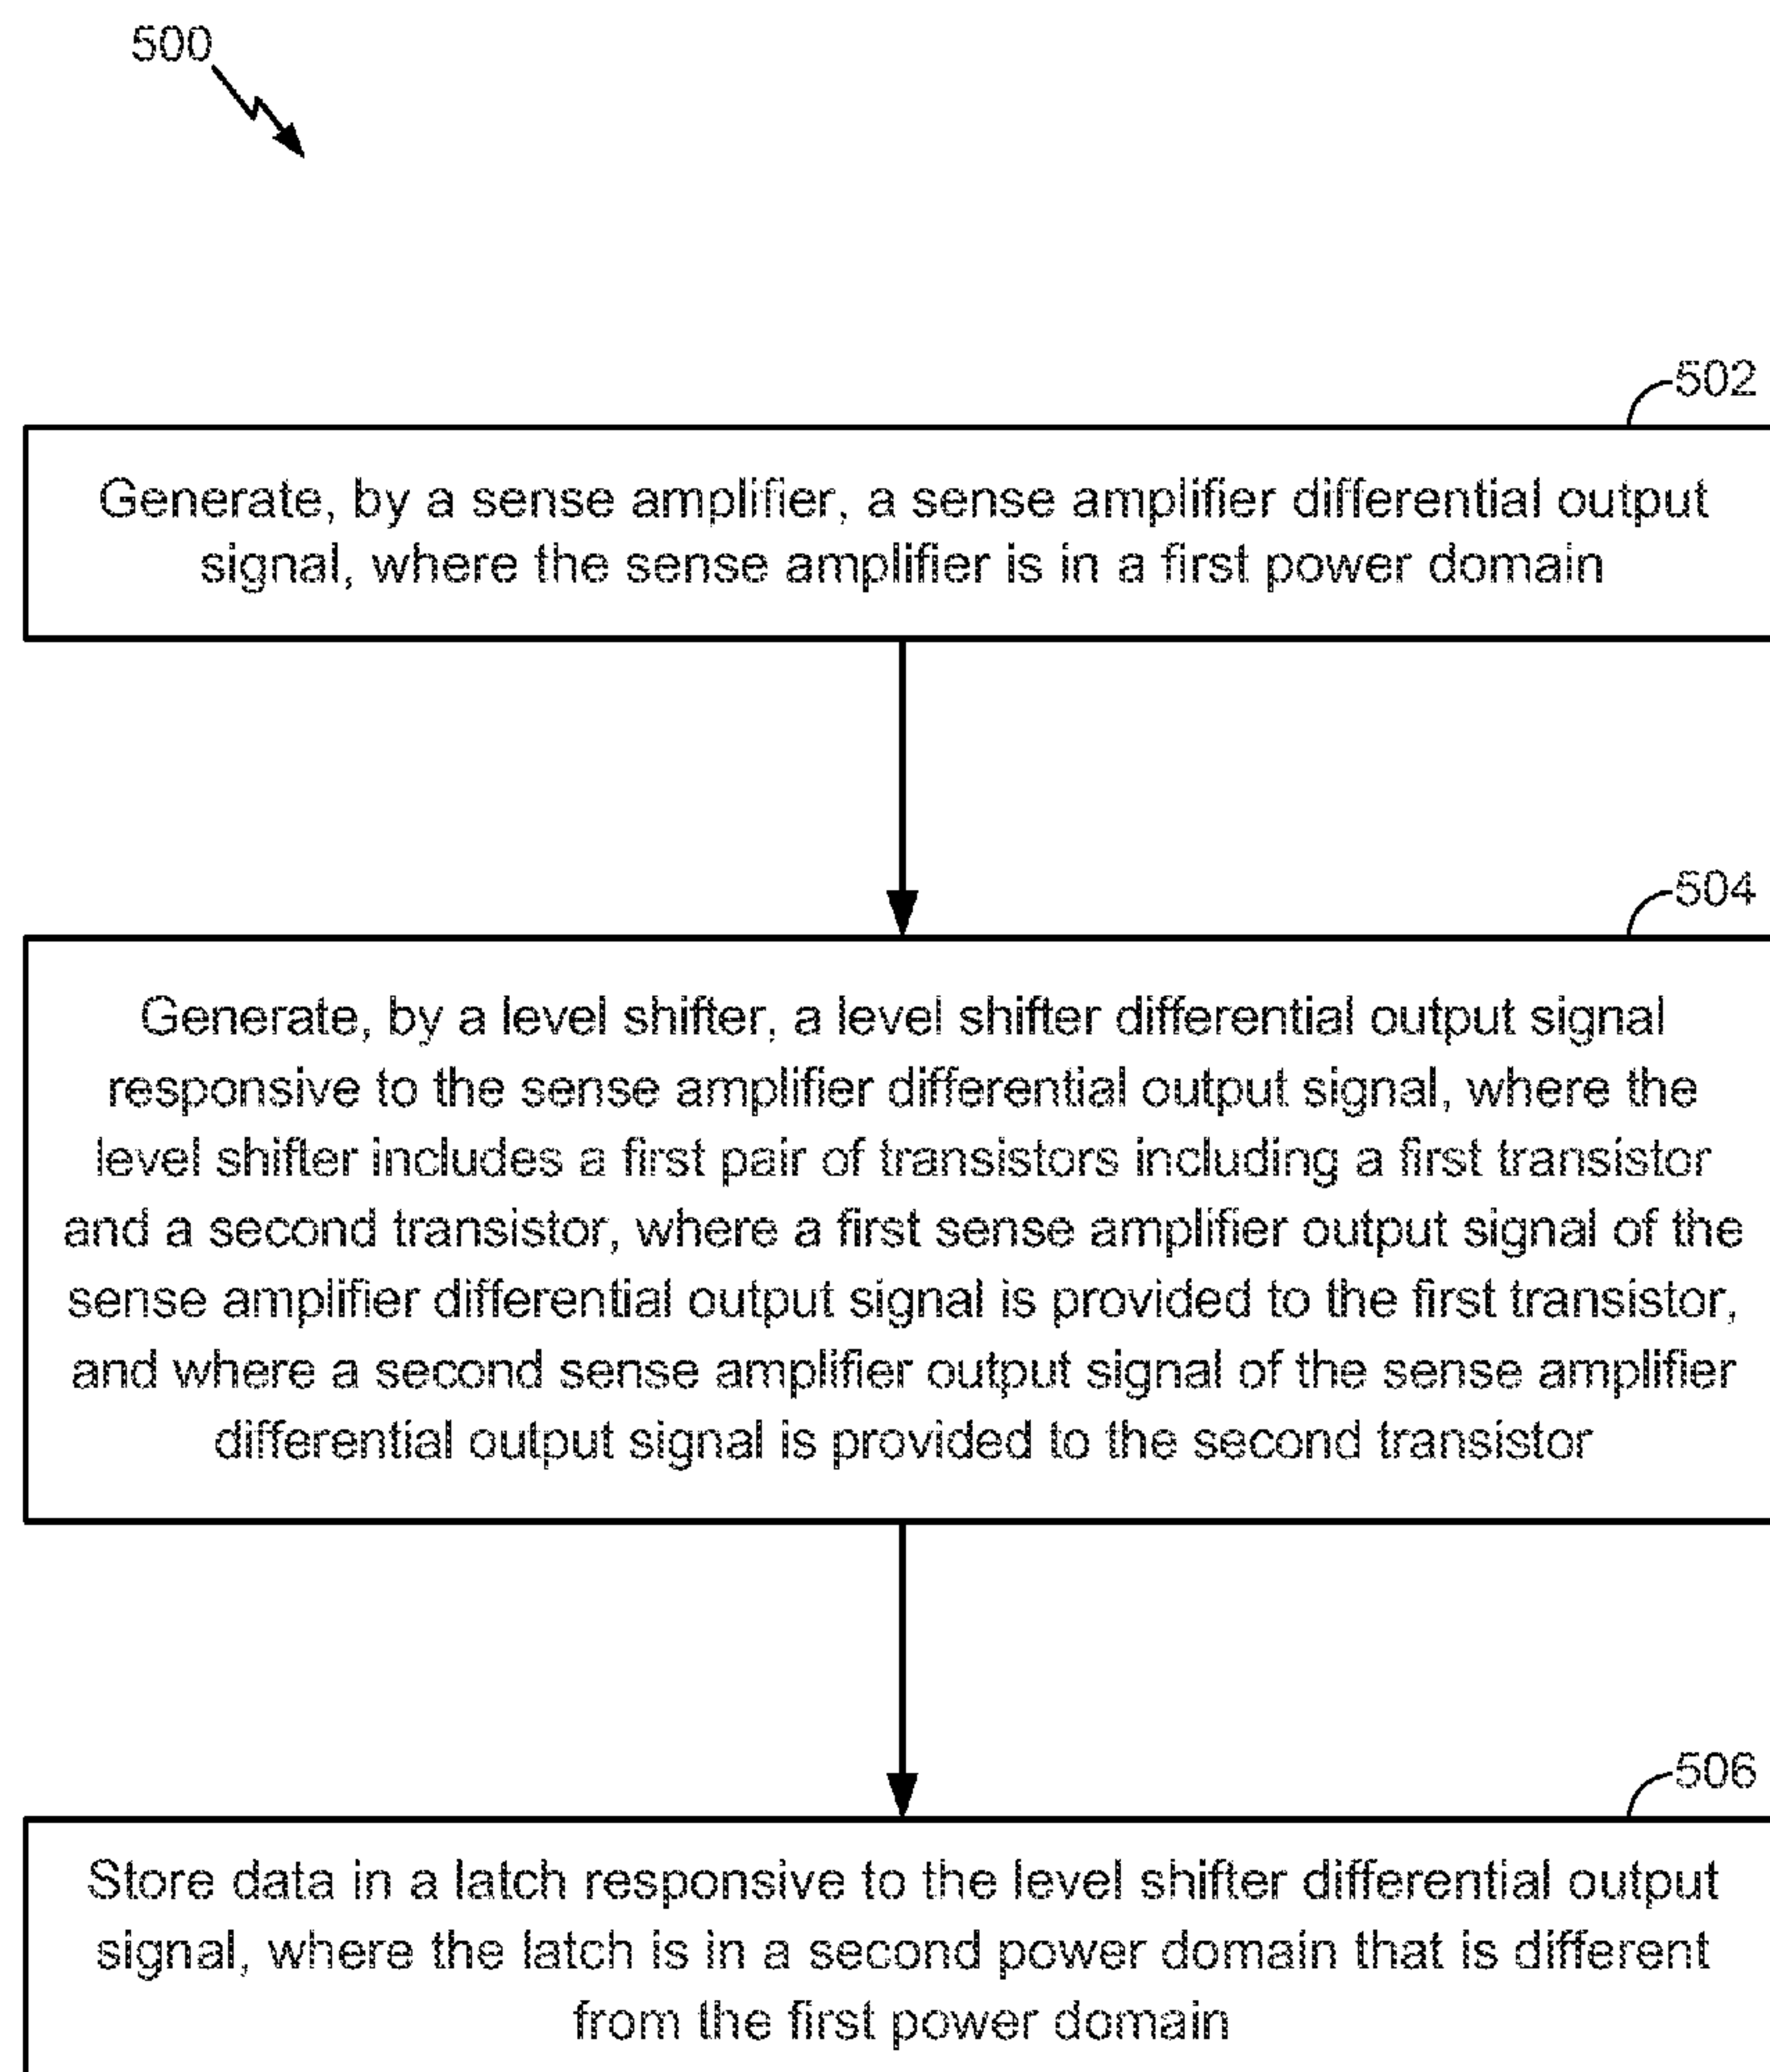 500
502
Generate, by a sense amplifier, a sense amplifier differential output
signal, where the sense amplifier is in a first power domain
504
Generate, by a level shifter, a level shifter differential output signal
responsive to the sense amplifier differential output signal, where the
level shifter includes a first pair of transistors including a first transistor
and a second transistor, where a first sense amplifier output signal of the
sense amplifier differential output signal is provided to the first transistor,
and where a second sense amplifier output signal of the sense amplifier
differential output signal is provided to the second transistor
506
Store data in a latch responsive to the level shifter differential output
signal, where the latch is in a second power domain that is different
from the first power domain